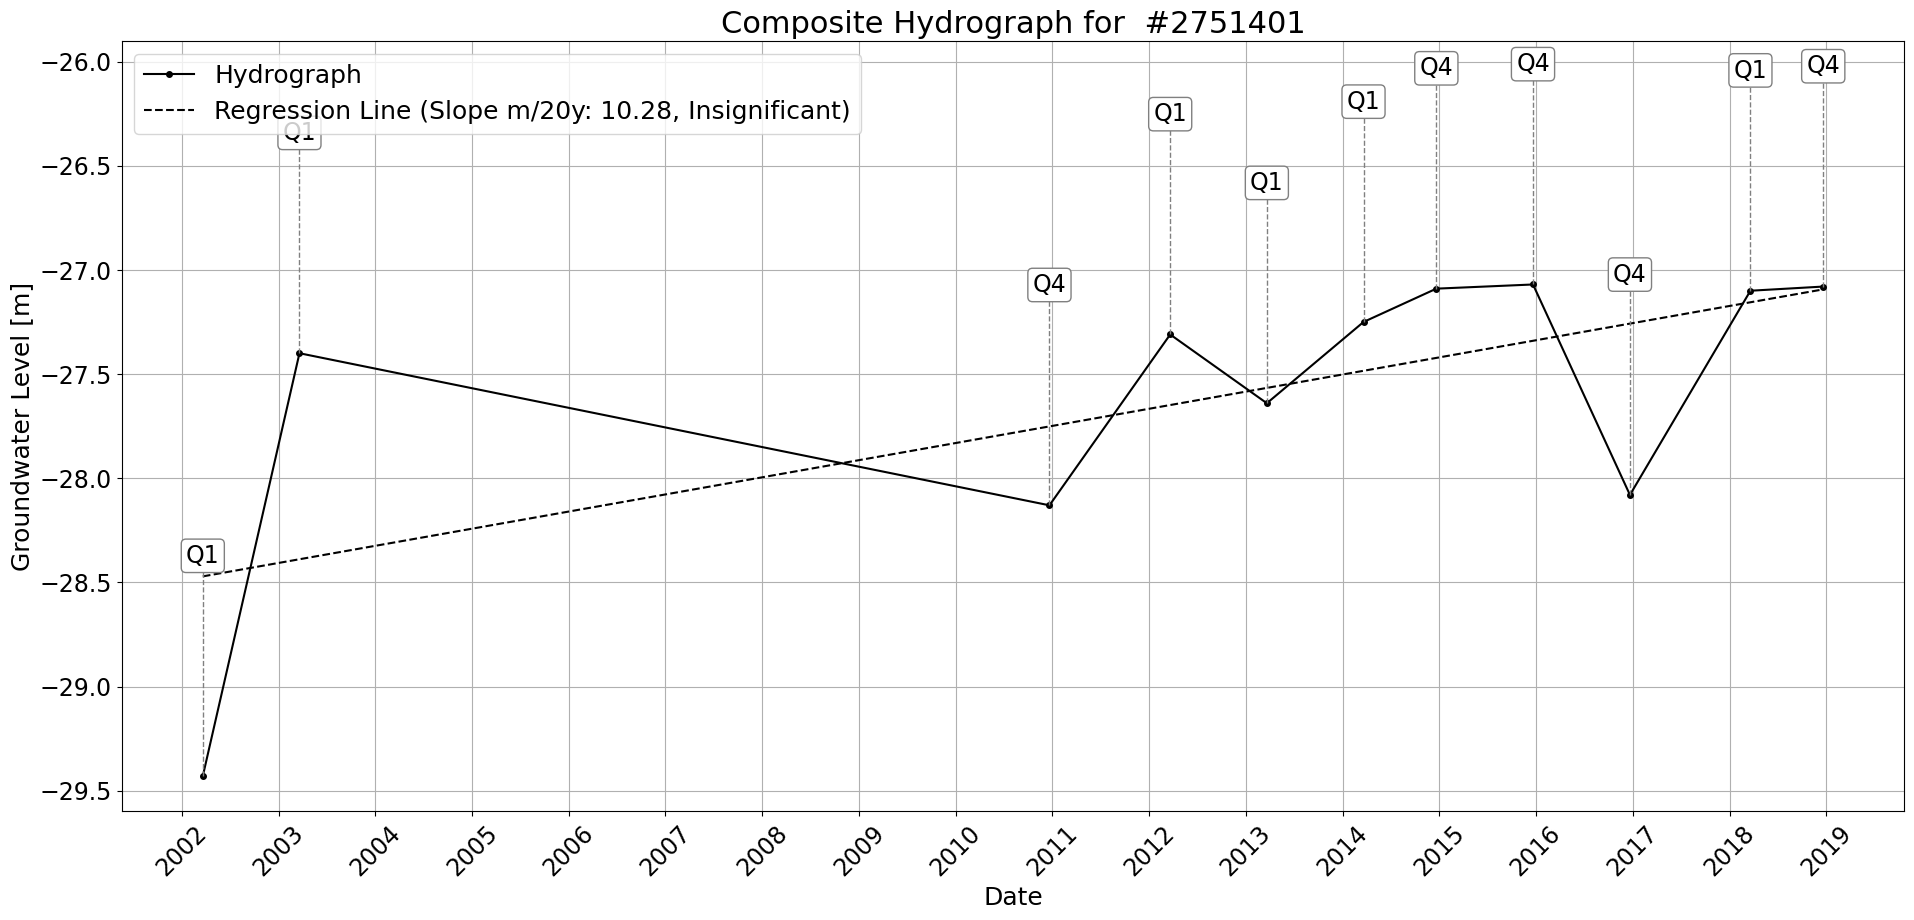 Composite Hydrograph for  #2751401
Hydrograph
Regression Line (Slope m/20y: 10.28, Insignificant)
Q1
Q1
Q4
Q1
Q1
Q1
Q4
Q4
Q4
Q1
Q4
Groundwater Level [m]
−26.0
−26.5
−27.0
−27.5
−28.0
−28.5
−29.0
−29.5
2002
2003
2004
2005
2006
2007
2008
2009
2010
2011
2012
2013
2014
2015
2016
2017
2018
2019
Date